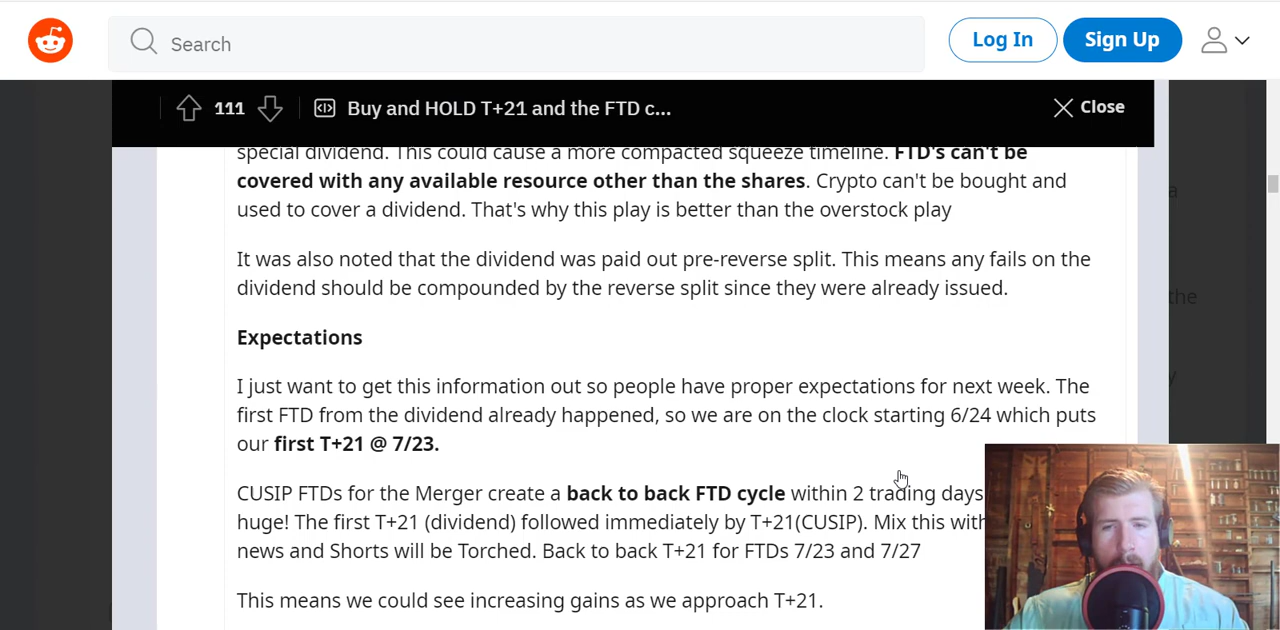 Search
Log In
Sign Up
111
Buy and HOLD T+21 and the FTD c...
Close
special dividend. This could cause a more compacted squeeze timeline. FTD's can't be
covered with any available resource other than the shares. Crypto can't be bought and
used to cover a dividend. That's why this play is better than the overstock play
It was also noted that the dividend was paid out pre-reverse split. This means any fails on the
dividend should be compounded by the reverse split since they were already issued.
Expectations
I just want to get this information out so people have proper expectations for next week. The
first FTD from the dividend already happened, so we are on the clock starting 6/24 which puts
our first T+21 @ 7/23.
CUSIP FTDs for the Merger create a back to back FTD cycle within 2 trading days
huge! The first T+21 (dividend) followed immediately by T+21(CUSIP). Mix this with
news and Shorts will be Torched. Back to back T+21 for FTDs 7/23 and 7/27
This means we could see increasing gains as we approach T+21.